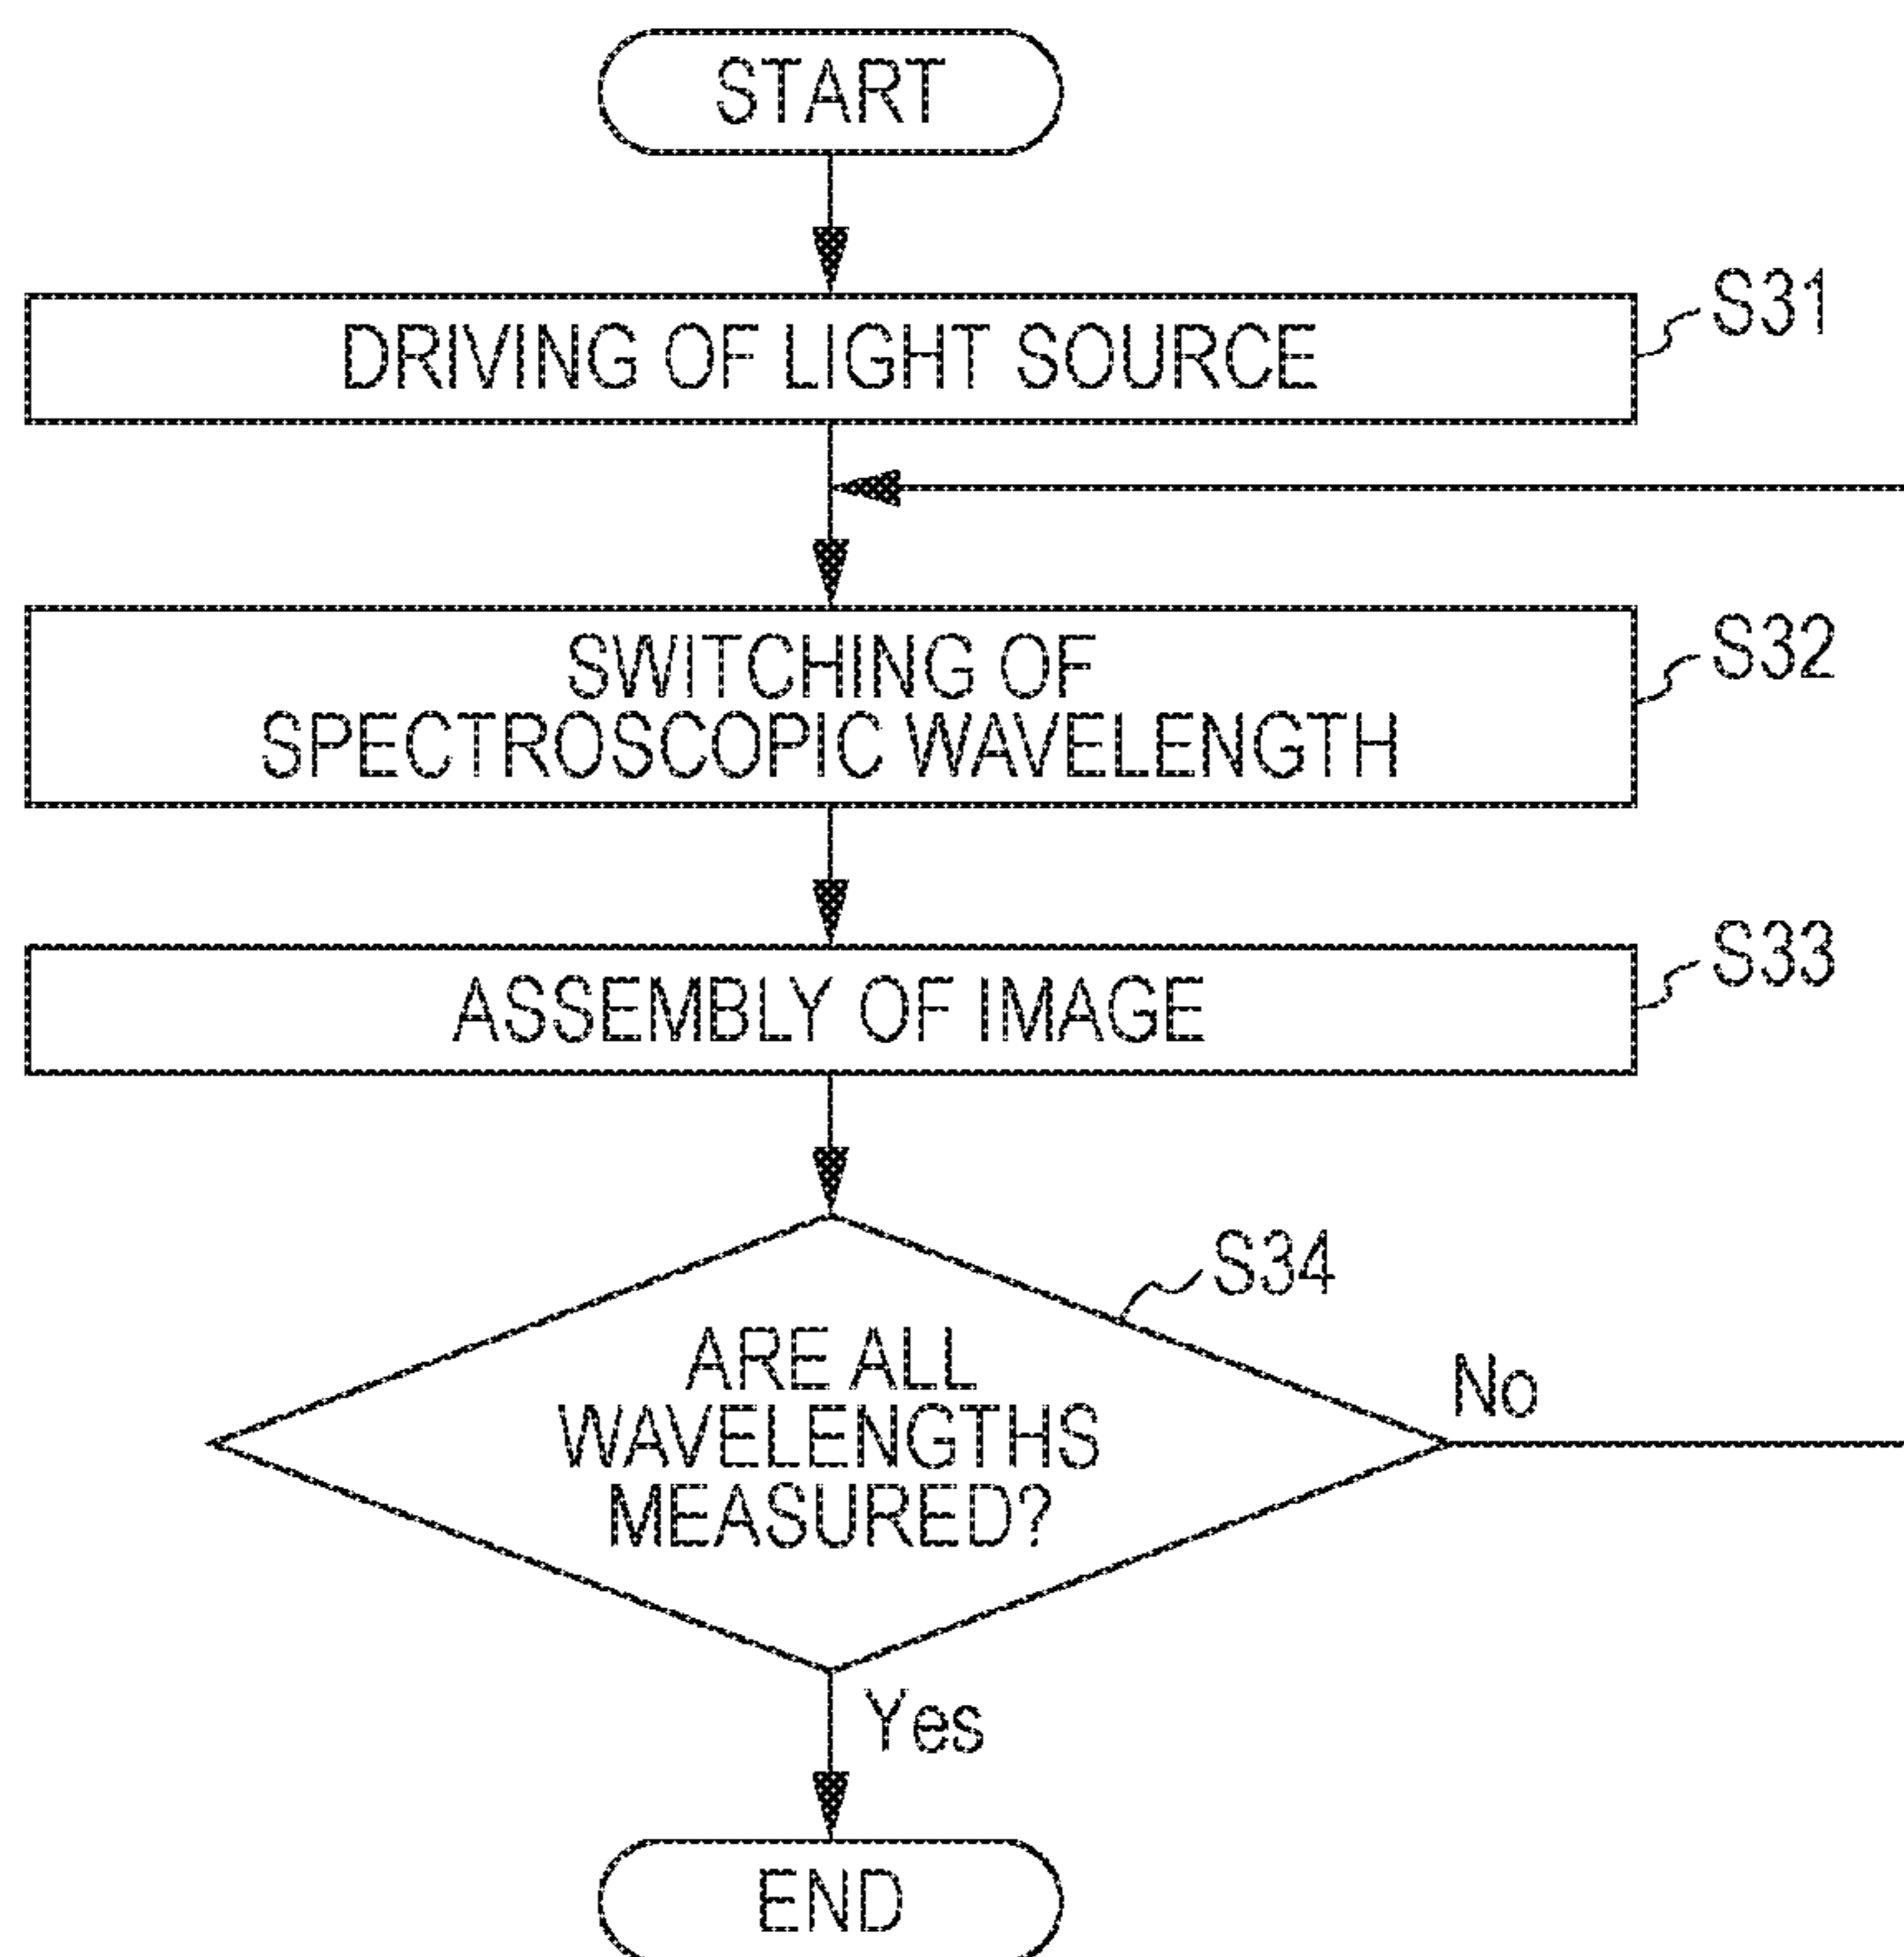 START
DRIVING OF LIGHT SOURCE
S31
SWITCHING OF
SPECTROSCOPIC WAVELENGTH
S32
ASSEMBLY OF IMAGE
S33
S34
ARE ALL
WAVELENGTHS
MEASURED?
No
Yes
END